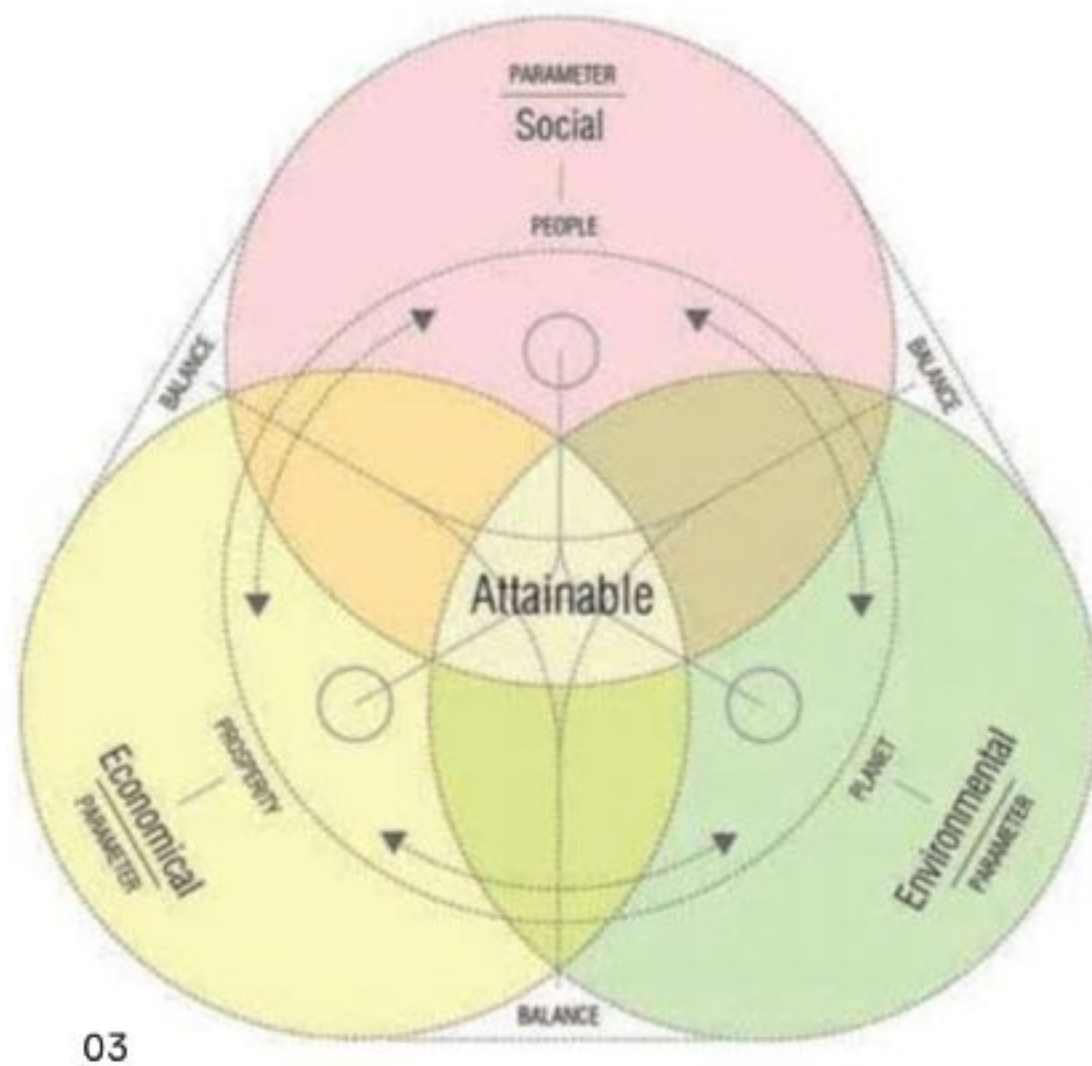 PARAMETER
Social
PEOPLE
BALANCE
BALANCE
Attainable
PROSPERITY
Economical
PARAMETER
PLANET
Environmental
PARAMETER
BALANCE
03